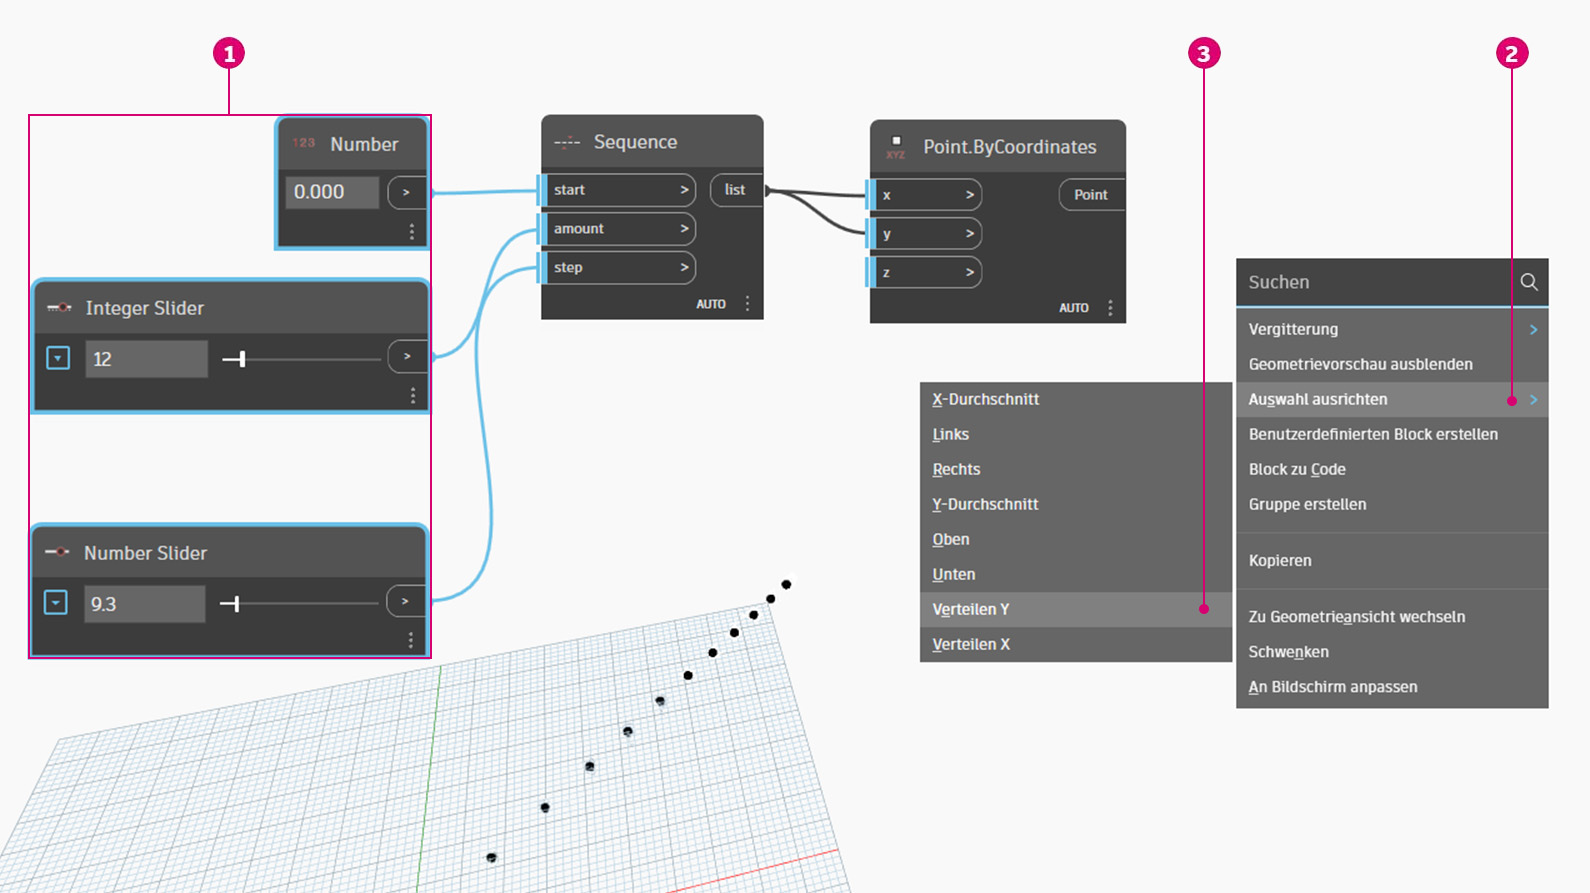 1
3
2
123 Number
0.000 >
Integer Slider
12 >
Number Slider
9.3 >
Sequence
start > list
amount >
step >
AUTO
XYZ Point.ByCoordinates
x > Point
y >
z >
AUTO
Suchen
Vergitterung >
Geometrievorschau ausblenden
Auswahl ausrichten >
Benutzerdefinierten Block erstellen
Block zu Code
Gruppe erstellen
Kopieren
Zu Geometrieansicht wechseln
Schwenken
An Bildschirm anpassen
X-Durchschnitt
Links
Rechts
Y-Durchschnitt
Oben
Unten
Verteilen Y
Verteilen X